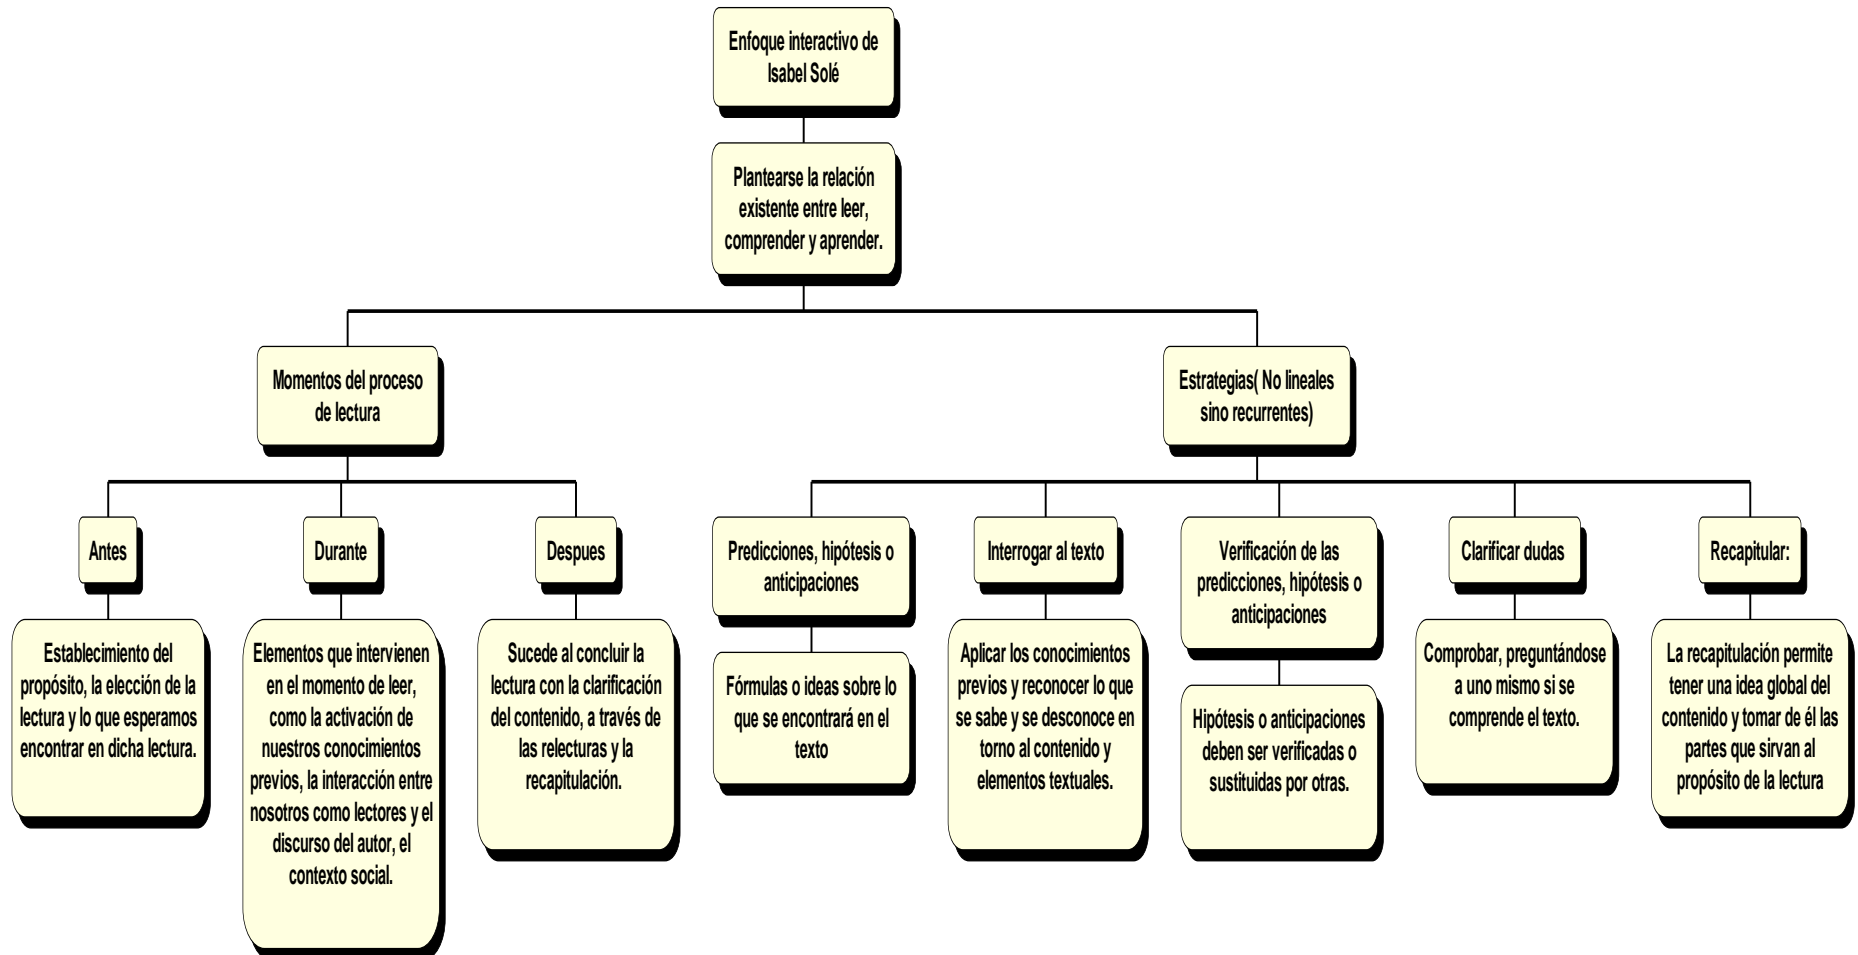 Enfoque interactivo de
Isabel Solé
Plantearse la relación
existente entre leer,
comprender y aprender.
Momentos del proceso
de lectura
Estrategias( No lineales
sino recurrentes)
Antes
Establecimiento del
propósito, la elección de la
lectura y lo que esperamos
encontrar en dicha lectura.
Durante
Elementos que intervienen
en el momento de leer,
como la activación de
nuestros conocimientos
previos, la interacción entre
nosotros como lectores y el
discurso del autor, el
contexto social.
Despues
Sucede al concluir la
lectura con la clarificación
del contenido, a través de
las relecturas y la
recapitulación.
Predicciones, hipótesis o
anticipaciones
Fórmulas o ideas sobre lo
que se encontrará en el
texto
Interrogar al texto
Aplicar los conocimientos
previos y reconocer lo que
se sabe y se desconoce en
torno al contenido y
elementos textuales.
Verificación de las
predicciones, hipótesis o
anticipaciones
Hipótesis o anticipaciones
deben ser verificadas o
sustituidas por otras.
Clarificar dudas
Comprobar, preguntándose
a uno mismo si se
comprende el texto.
Recapitular:
La recapitulación permite
tener una idea global del
contenido y tomar de él las
partes que sirvan al
propósito de la lectura